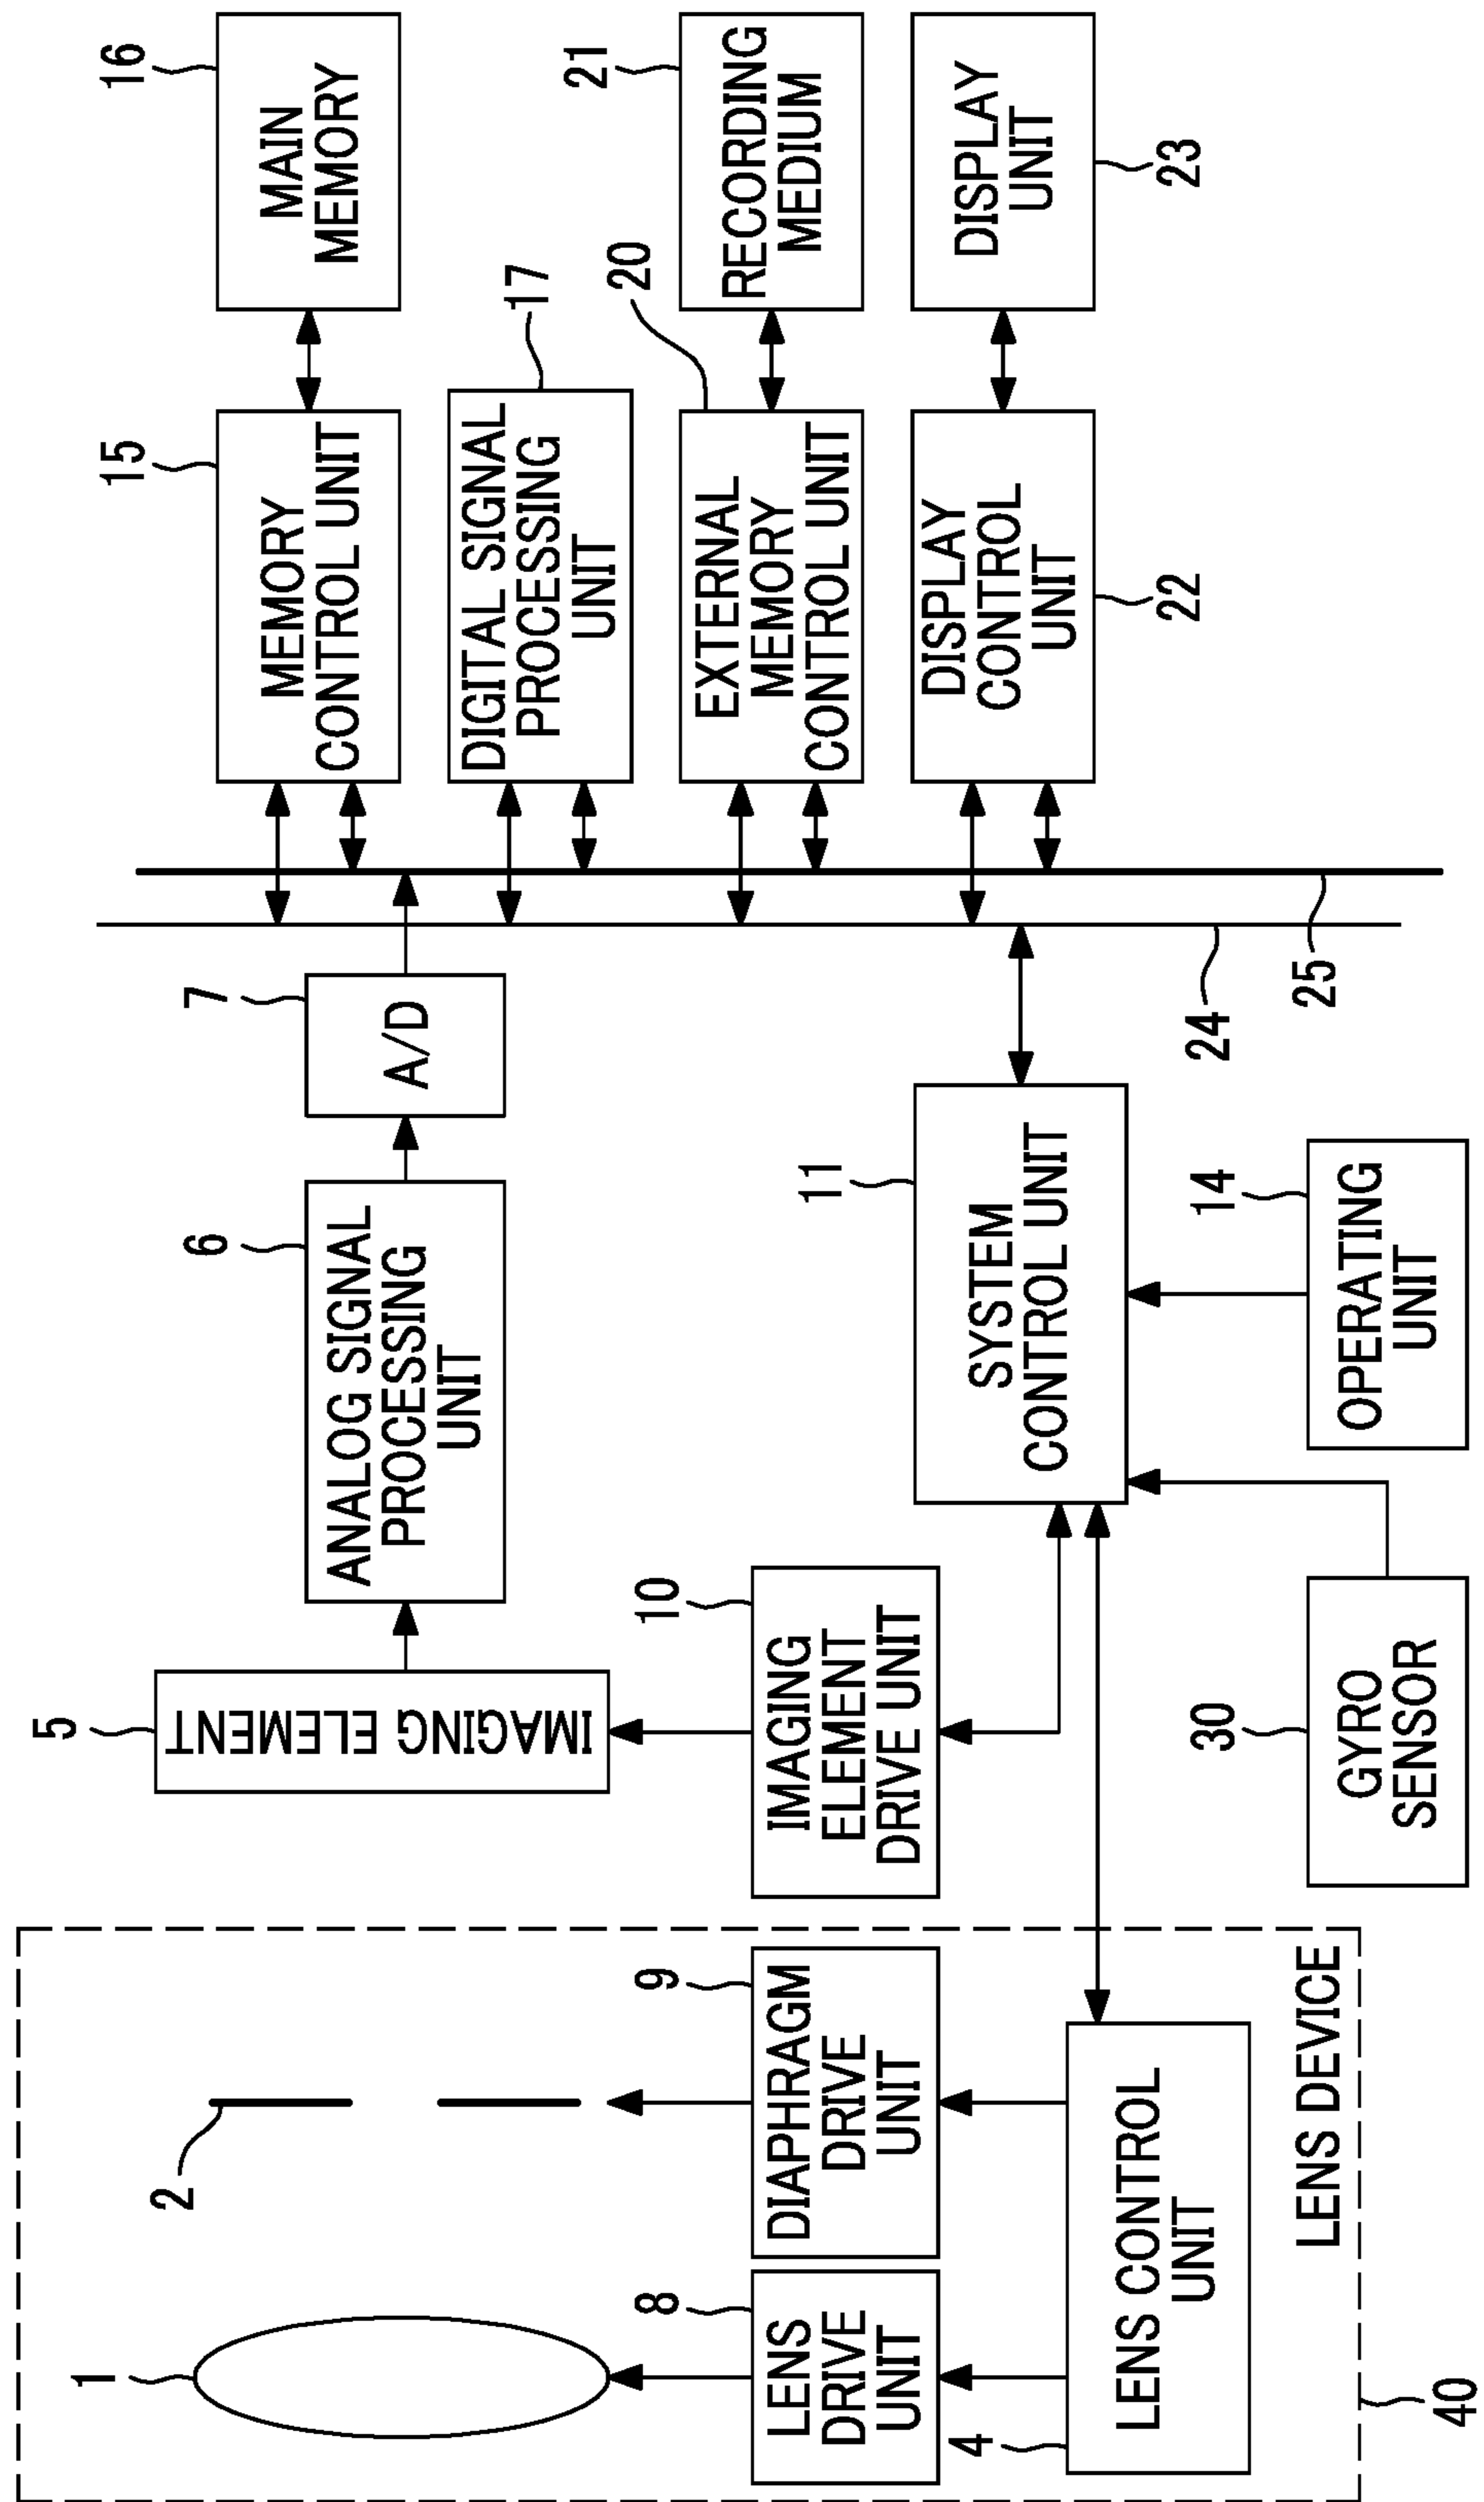 1
2
5
IMAGING ELEMENT
6
ANALOG SIGNAL
PROCESSING
UNIT
7
A/D
15
MEMORY
CONTROL UNIT
16
MAIN
MEMORY
17
DIGITAL SIGNAL
PROCESSING
UNIT
20
EXTERNAL
MEMORY
CONTROL UNIT
21
RECORDING
MEDIUM
8
LENS
DRIVE
UNIT
9
DIAPHRAGM
DRIVE
UNIT
10
IMAGING
ELEMENT
DRIVE UNIT
11
SYSTEM
CONTROL UNIT
DISPLAY
CONTROL
UNIT
22
DISPLAY
UNIT
23
4
LENS CONTROL
UNIT
LENS DEVICE
40
30
GYRO
SENSOR
14
OPERATING
UNIT
24
25